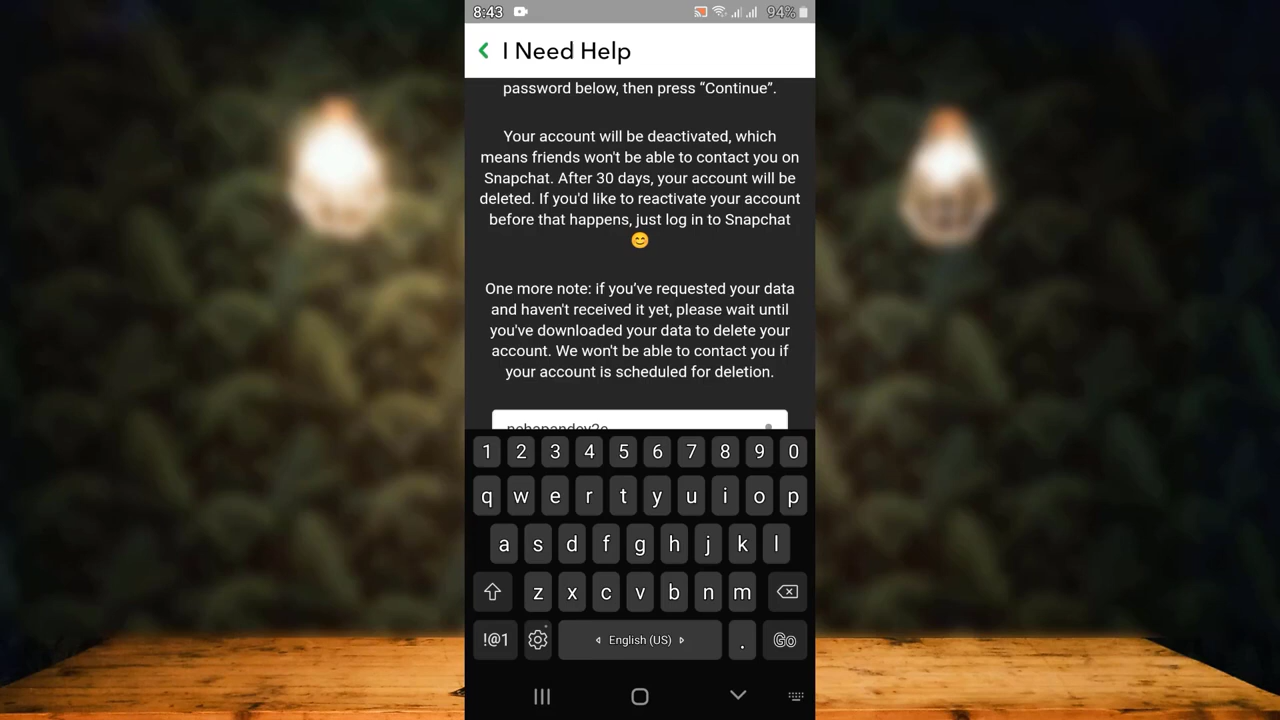 8:43 94%
I Need Help
password below, then press “Continue”.
Your account will be deactivated, which
means friends won't be able to contact you on
Snapchat. After 30 days, your account will be
deleted. If you'd like to reactivate your account
before that happens, just log in to Snapchat
😊
One more note: if you’ve requested your data
and haven't received it yet, please wait until
you've downloaded your data to delete your
account. We won't be able to contact you if
your account is scheduled for deletion.
1 2 3 4 5 6 7 8 9 0
q w e r t y u i o p
a s d f g h j k l
z x c v b n m
!@1 English (US) . Go